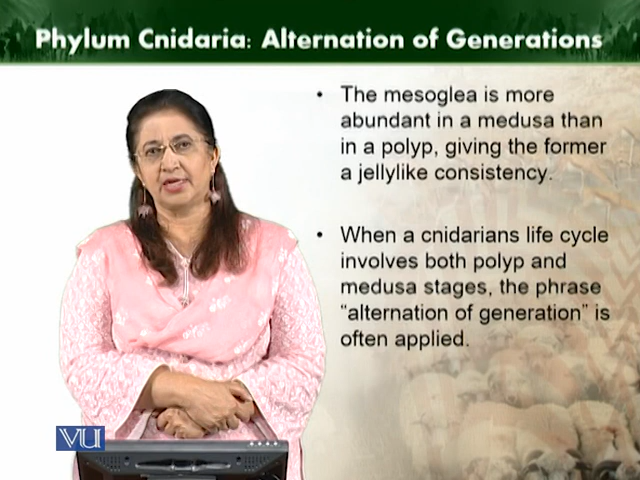 Phylum Cnidaria: Alternation of Generations
• The mesoglea is more
abundant in a medusa than
in a polyp, giving the former
a jellylike consistency.
• When a cnidarians life cycle
involves both polyp and
medusa stages, the phrase
“alternation of generation” is
often applied.
VU